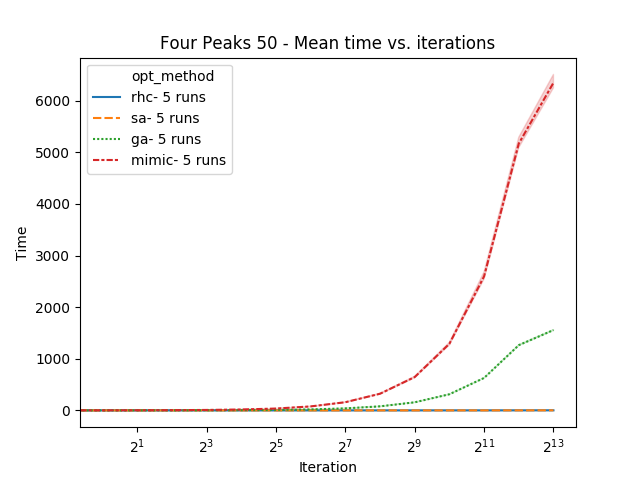 Four Peaks 50 - Mean time vs. iterations
opt_method
rhc- 5 runs
sa- 5 runs
ga- 5 runs
mimic- 5 runs
6000
5000
4000
3000
2000
1000
0
Time
2^1 2^3 2^5 2^7 2^9 2^11 2^13
Iteration